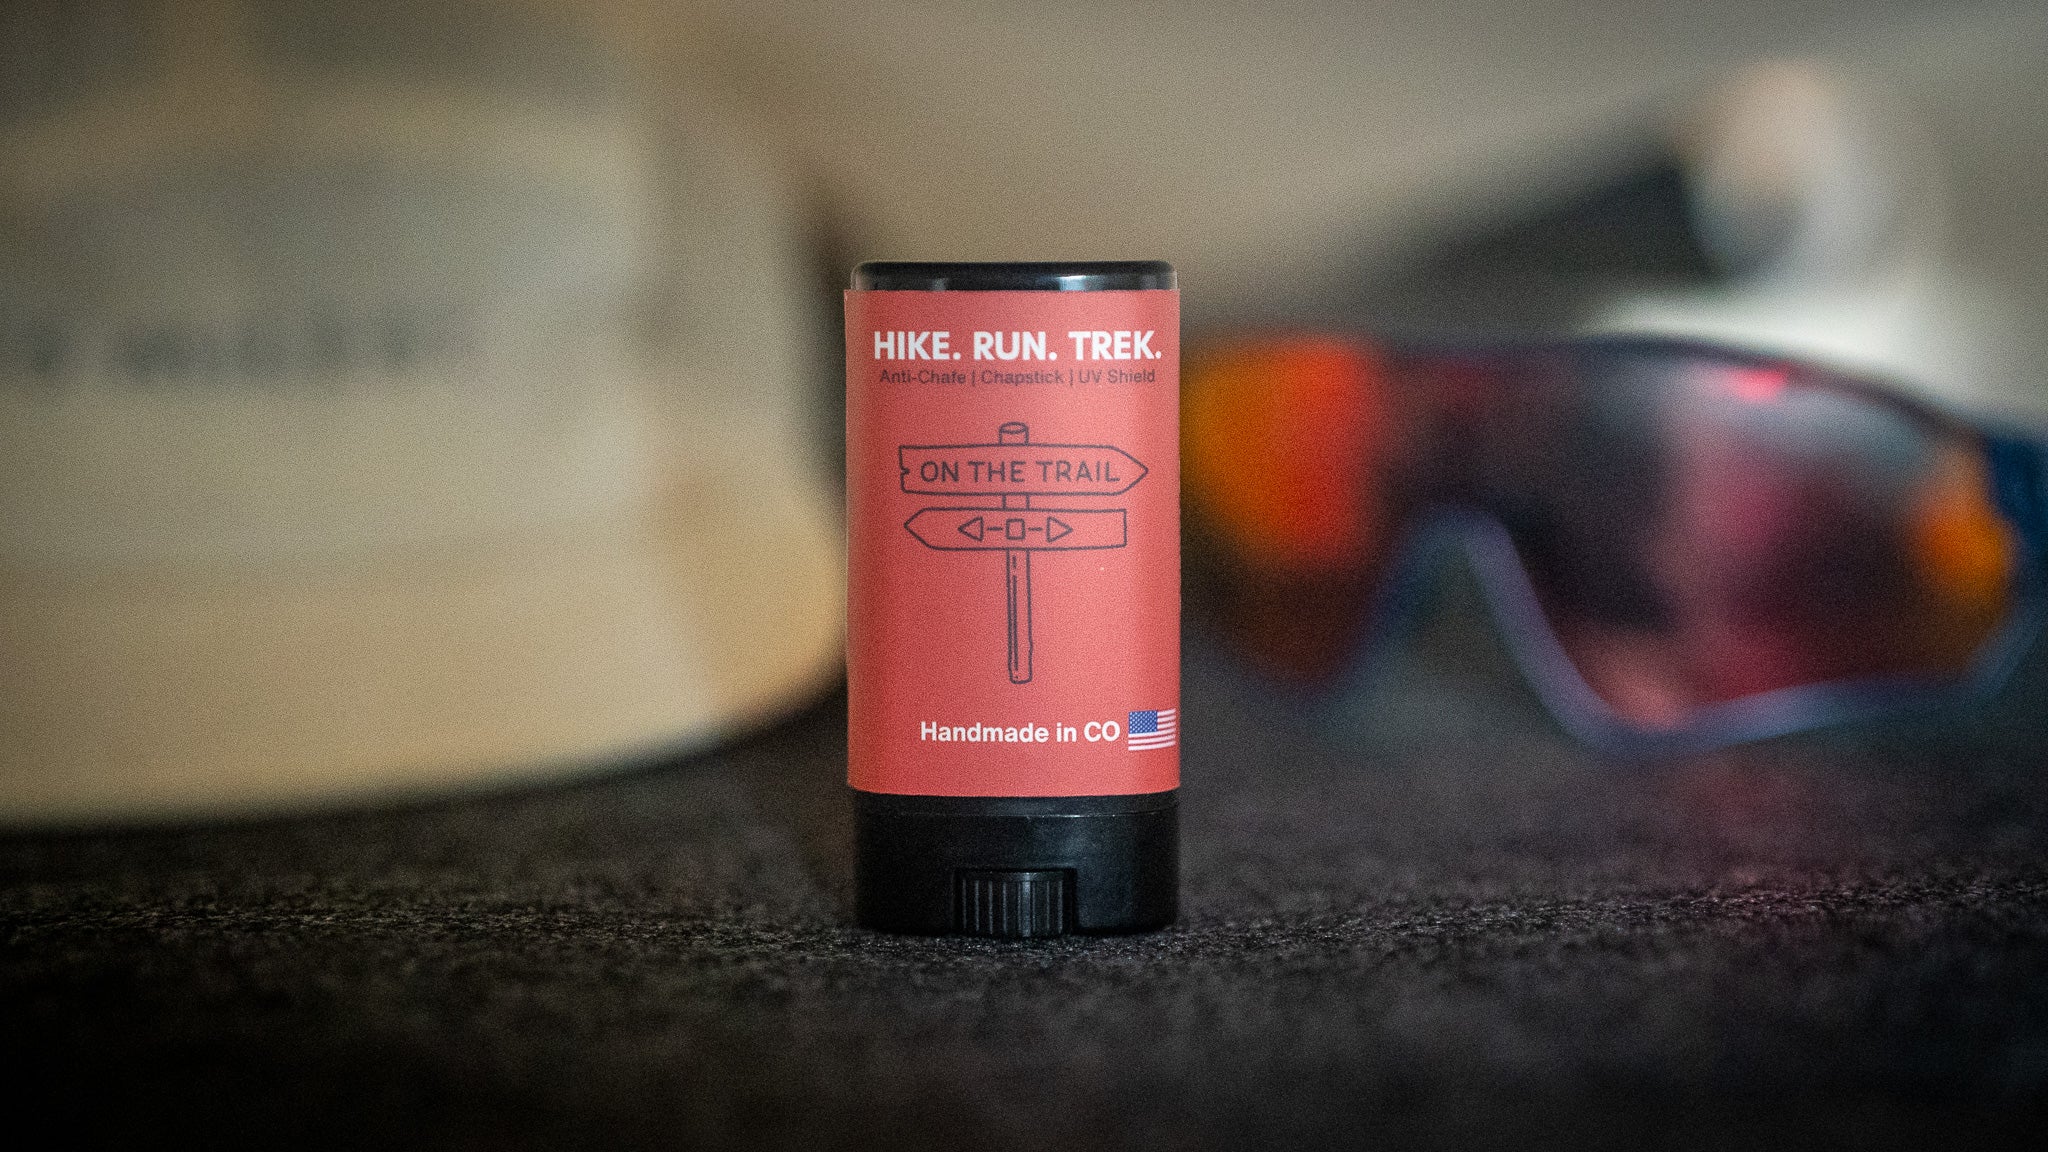 HIKE. RUN. TREK.
Anti-Chafe | Chapstick | UV Shield
ON THE TRAIL
Handmade in CO